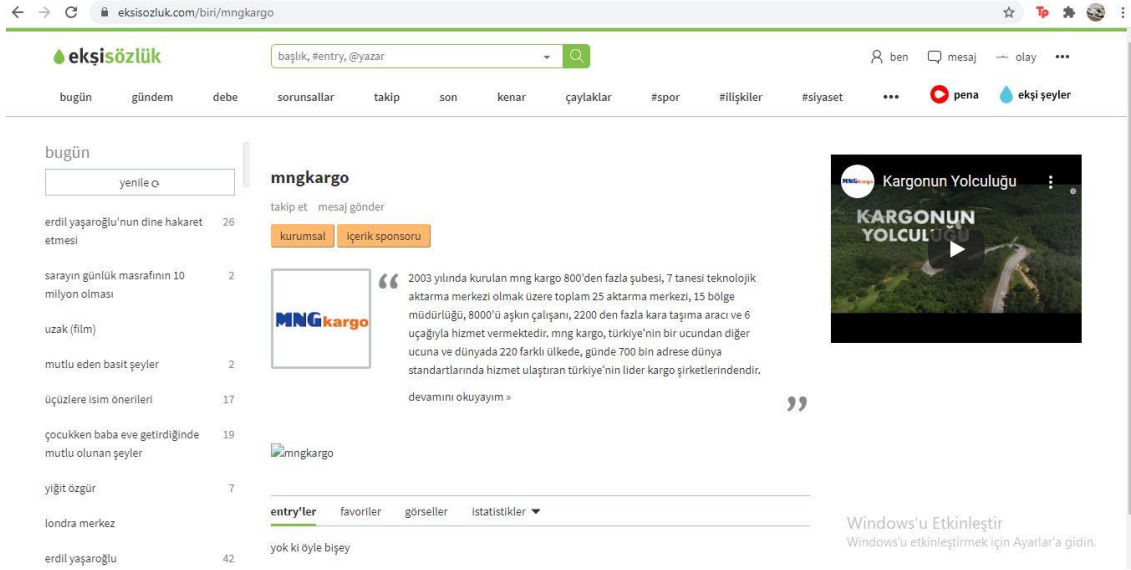 eksisozluk.com/biri/mngkargo
Tp
ekşisözlük
başlık, #entry, @yazar
ben
mesaj
olay
bugün
gündem
debe
sorunsallar
takip
son
kenar
çaylaklar
#spor
#ilişkiler
#siyaset
pena
ekşi şeyler
bugün
yenile
erdil yaşaroğlu'nun dine hakaret 26
etmesi
sarayın günlük masrafının 10 2
milyon olması
uzak (film)
mutlu eden basit şeyler 2
üçüzlere isim önerileri 17
çocukken baba eve getirdiğinde 19
mutlu olunan şeyler
yiğit özgür 7
londra merkez
erdil yaşaroğlu 42
mngkargo
takip et mesaj gönder
kurumsal
içerik sponsoru
MNGkargo
2003 yılında kurulan mng kargo 800'den fazla şubesi, 7 tanesi teknolojik
aktarma merkezi olmak üzere toplam 25 aktarma merkezi, 15 bölge
müdürlüğü, 8000'ü aşkın çalışanı, 2200 den fazla kara taşıma aracı ve 6
uçağıyla hizmet vermektedir. mng kargo, türkiye'nin bir ucundan diğer
ucuna ve dünyada 220 farklı ülkede, günde 700 bin adrese dünya
standartlarında hizmet ulaştıran türkiye'nin lider kargo şirketlerindendir.
devamını okuyayım »
mngkargo
entry'ler
favoriler
görseller
istatistikler
yok ki öyle bişey
MNGkargo
Kargonun Yolculuğu
KARGONUN
YOLCULUĞU
Windows'u Etkinleştir
Windows'u etkinleştirmek için Ayarlar'a gidin.